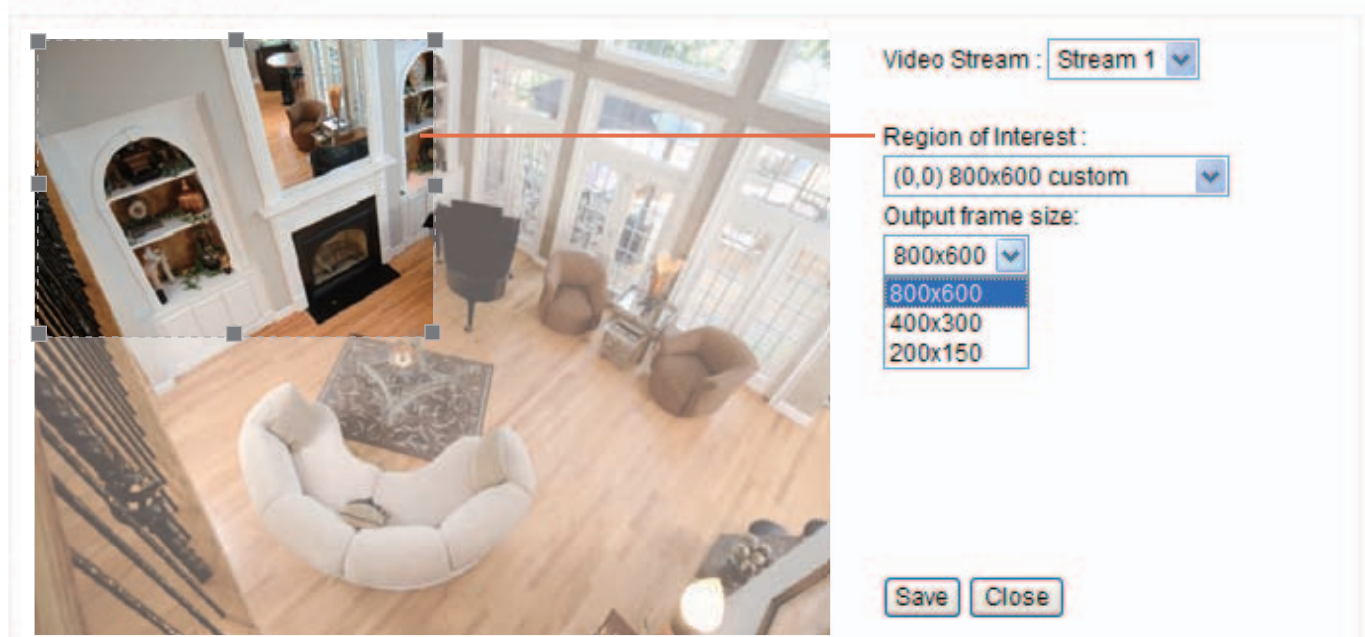 Video Stream : Stream 1
Region of Interest :
(0,0) 800x600 custom
Output frame size:
800x600
800x600
400x300
200x150
Save Close